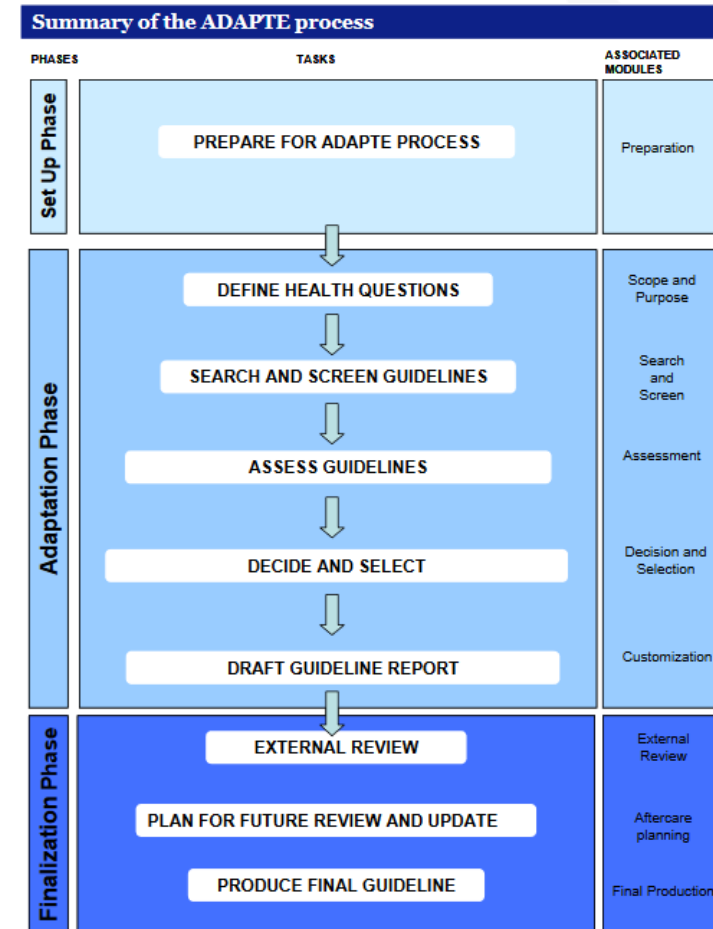 Summary of the ADAPTE process
PHASES
TASKS
ASSOCIATED
MODULES
Set Up Phase
PREPARE FOR ADAPTE PROCESS
Preparation
Adaptation Phase
DEFINE HEALTH QUESTIONS
Scope and
Purpose
SEARCH AND SCREEN GUIDELINES
Search
and
Screen
ASSESS GUIDELINES
Assessment
DECIDE AND SELECT
Decision and
Selection
DRAFT GUIDELINE REPORT
Customization
Finalization Phase
EXTERNAL REVIEW
External
Review
PLAN FOR FUTURE REVIEW AND UPDATE
Aftercare
planning
PRODUCE FINAL GUIDELINE
Final Production